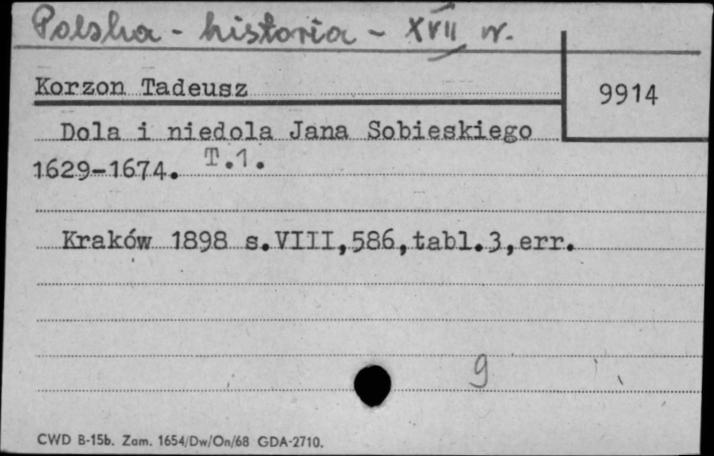 Polska - historia - XVII w.
Korzon Tadeusz
9914
Dola i niedola Jana Sobieskiego
1629-1674. T.1.
Kraków 1898 s.VIII,586,tabl.3,err.
9
CWD B-15b. Zam. 1654/Dw/On/68 GDA-2710.